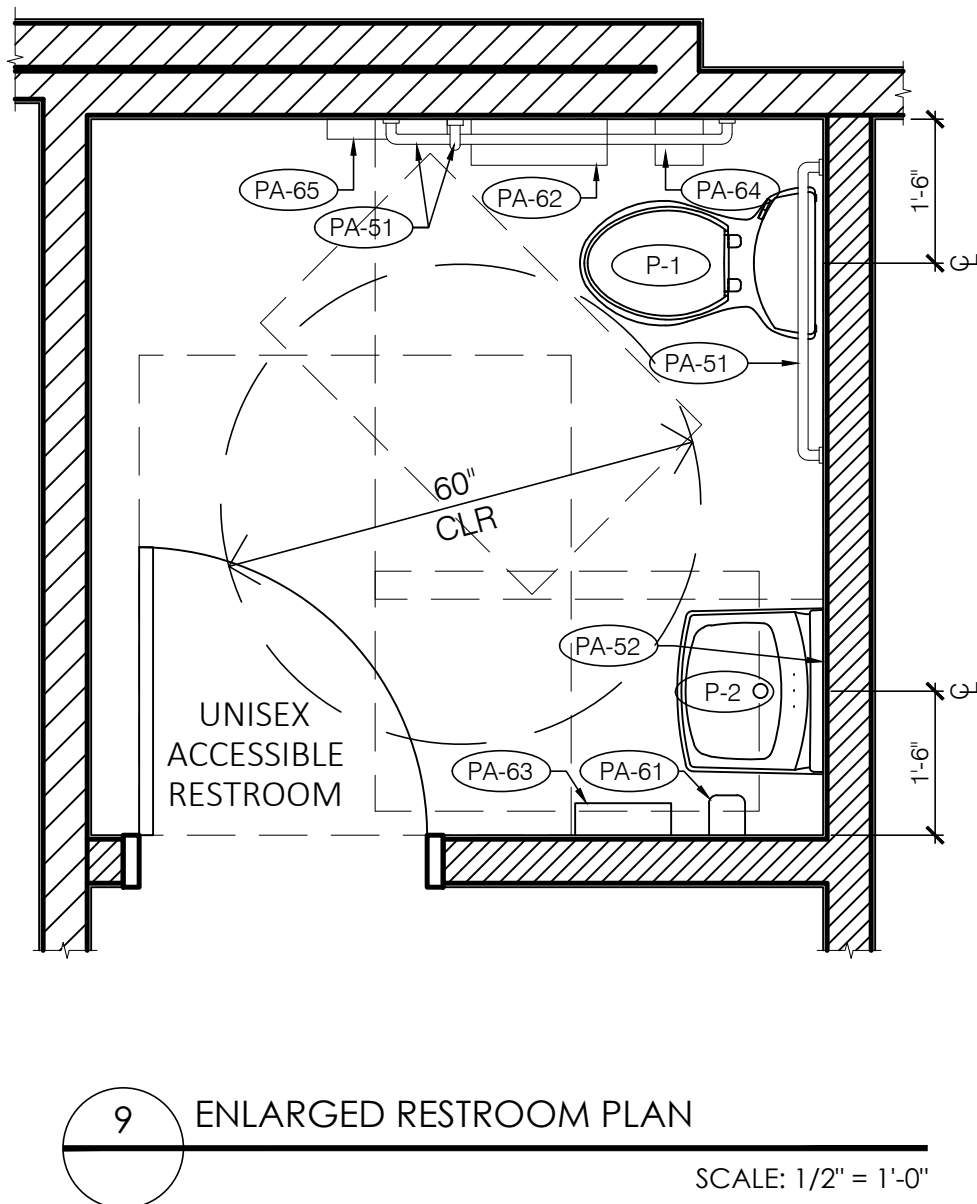 PA-65
PA-51
PA-62
PA-64
1'-6"
P-1
℄
PA-51
60"
CLR
PA-52
P-2
℄
UNISEX
ACCESSIBLE
RESTROOM
PA-63
PA-61
1'-6"
9
ENLARGED RESTROOM PLAN
SCALE: 1/2" = 1'-0"